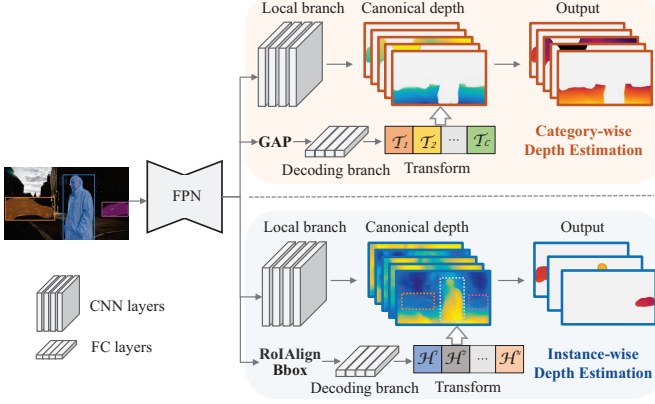 Local branch Canonical depth Output
GAP
Decoding branch
𝒯₁ 𝒯₂ ... 𝒯_C
Transform
Category-wise
Depth Estimation
FPN
Local branch Canonical depth Output
CNN layers
FC layers
RoIAlign
Bbox
Decoding branch
ℋ¹ ℋ² ... ℋᴺ
Transform
Instance-wise
Depth Estimation